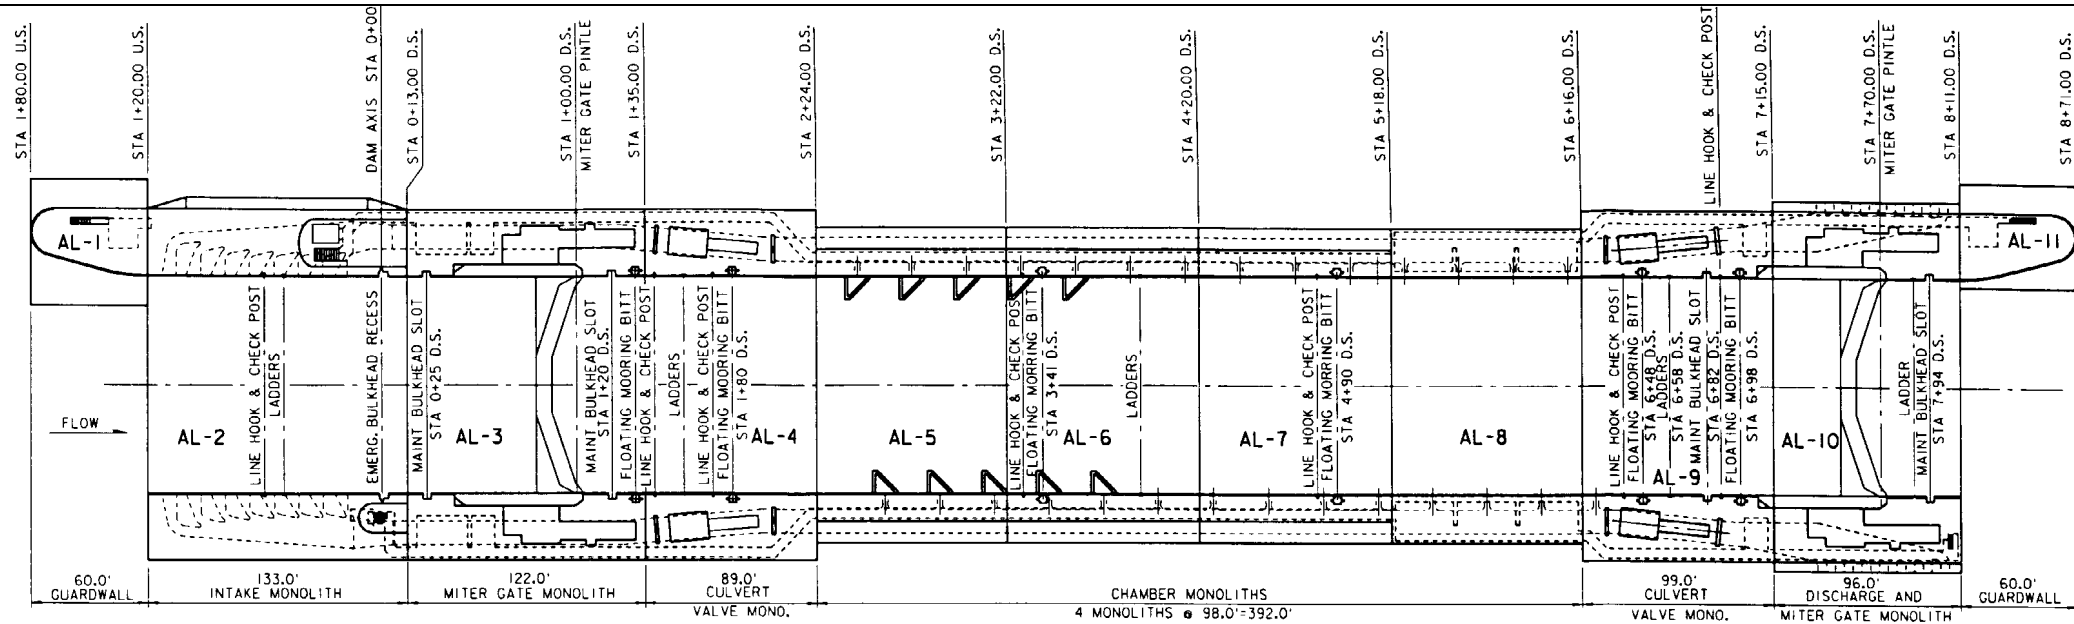 STA 1+80.00 U.S.
STA 1+20.00 U.S.
DAM AXIS STA 0+00
STA 0+13.00 D.S.
STA 1+00.00 D.S.
MITER GATE PINTLE
STA 1+35.00 D.S.
STA 2+24.00 D.S.
STA 3+22.00 D.S.
STA 4+20.00 D.S.
STA 5+18.00 D.S.
STA 6+16.00 D.S.
LINE HOOK & CHECK POST
STA 7+15.00 D.S.
STA 7+70.00 D.S.
MITER GATE PINTLE
STA 8+11.00 D.S.
STA 8+71.00 D.S.
AL-1
AL-11
LINE HOOK & CHECK POST
LADDERS
EMERG. BULKHEAD RECESS
MAINT BULKHEAD SLOT
STA 0+25 D.S.
MAINT BULKHEAD SLOT
STA 1+20 D.S.
FLOATING MOORING BITT
LINE HOOK & CHECK POST
LADDERS
LINE HOOK & CHECK POST
FLOATING MOORING BITT
STA 1+80 D.S.
LINE HOOK & CHECK POST
FLOATING MORRING BITT
STA 3+41 D.S.
LADDERS
LINE HOOK & CHECK POST
FLOATING MORRING BITT
STA 4+90 D.S.
LINE HOOK & CHECK POST
FLOATING MOORING BITT
STA 6+48 D.S.
LADDERS
STA 6+58 D.S.
MAINT BULKHEAD SLOT
STA 6+82 D.S.
FLOATING MOORING BITT
STA 6+98 D.S.
LADDER
MAINT BULKHEAD SLOT
STA 7+94 D.S.
FLOW
AL-2
AL-3
AL-4
AL-5
AL-6
AL-7
AL-8
AL-9
AL-10
60.0'
GUARDWALL
133.0'
INTAKE MONOLITH
122.0'
MITER GATE MONOLITH
89.0'
CULVERT
VALVE MONO.
CHAMBER MONOLITHS
4 MONOLITHS @ 98.0'=392.0'
99.0'
CULVERT
VALVE MONO.
96.0'
DISCHARGE AND
MITER GATE MONOLITH
60.0'
GUARDWALL